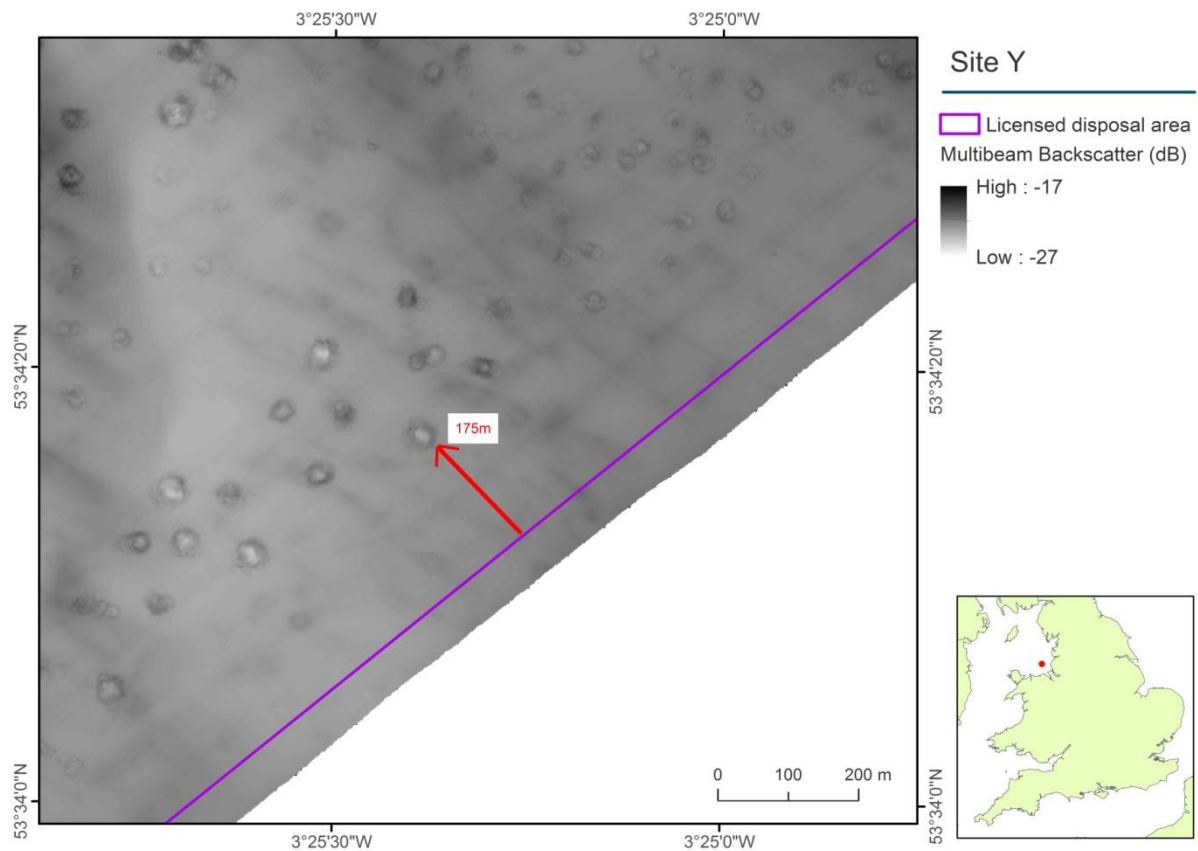 3°25'30"W
3°25'0"W
Site Y
Licensed disposal area
Multibeam Backscatter (dB)
High : -17
Low : -27
53°34'20"N
53°34'20"N
175m
0 100 200 m
53°34'0"N
53°34'0"N
3°25'30"W
3°25'0"W